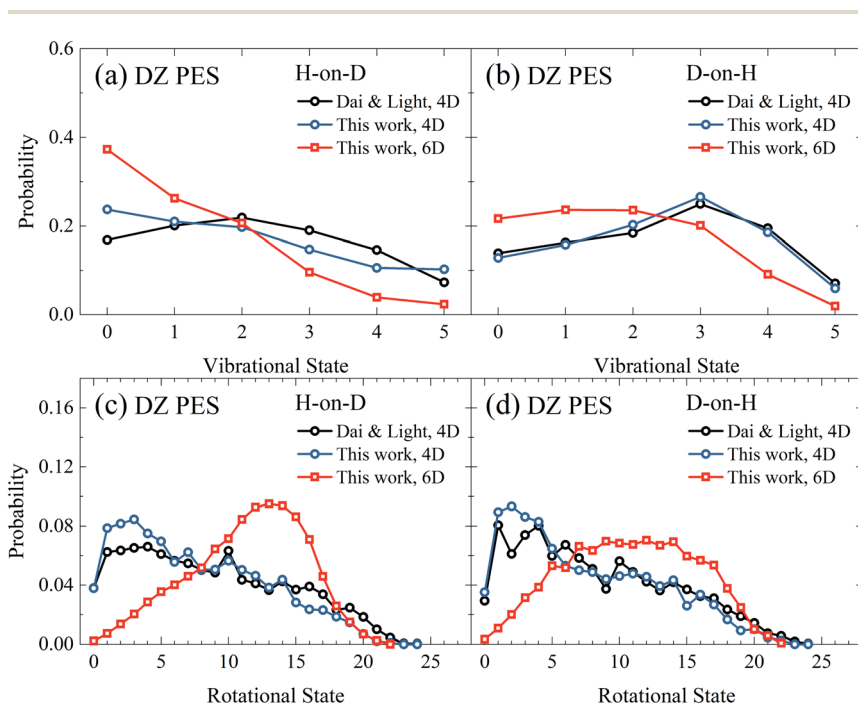 (a) DZ PES H-on-D
Dai & Light, 4D
This work, 4D
This work, 6D
(b) DZ PES D-on-H
Dai & Light, 4D
This work, 4D
This work, 6D
Probability
0.6
0.4
0.2
0.0
0 1 2 3 4 5
0 1 2 3 4 5
Vibrational State
Vibrational State
(c) DZ PES H-on-D
Dai & Light, 4D
This work, 4D
This work, 6D
(d) DZ PES D-on-H
Dai & Light, 4D
This work, 4D
This work, 6D
Probability
0.16
0.12
0.08
0.04
0.00
0 5 10 15 20 25
0 5 10 15 20 25
Rotational State
Rotational State